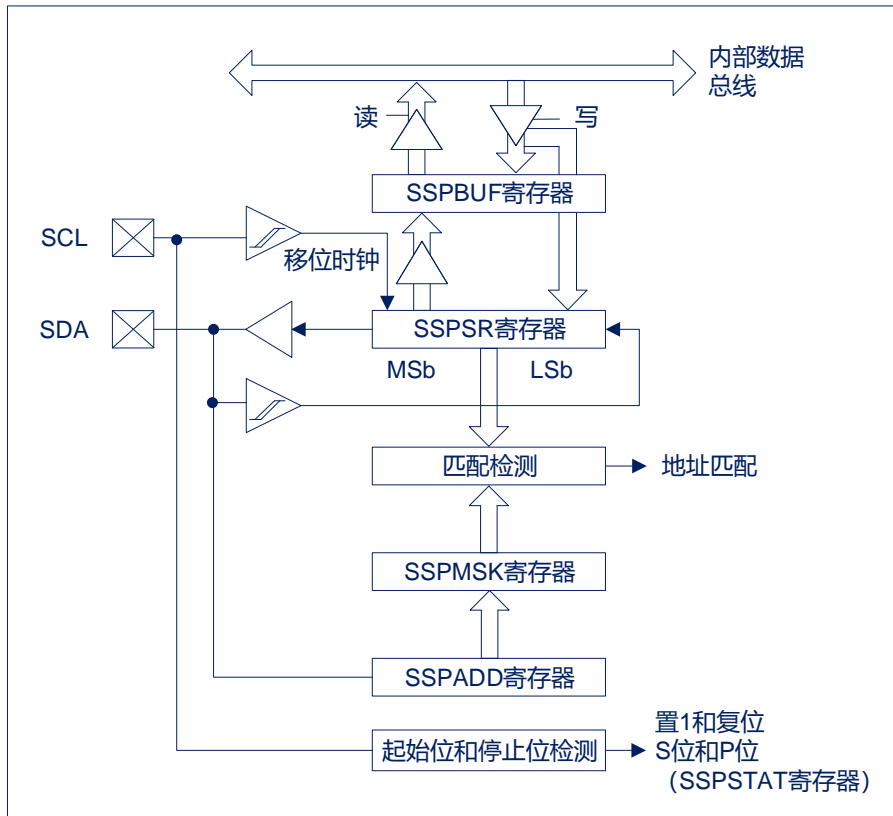 内部数据
总线
读
写
SSPBUF寄存器
SCL
移位时钟
SDA
SSPSR寄存器
MSb
LSb
匹配检测
地址匹配
SSPMSK寄存器
SSPADD寄存器
起始位和停止位检测
置1和复位
S位和P位
（SSPSTAT寄存器）